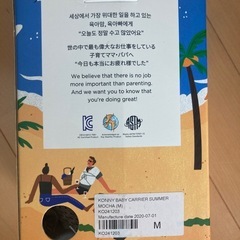 세상에서 가장 위대한 일을 하고 있는
육아맘, 육아빠에게
"오늘도 정말 수고 많았어요"
世の中で最も偉大なお仕事をしている
子育てママ・パパへ
"今日も本当にお疲れ様でした"
We believe that there is no job
more important than parenting.
And we want you to know that
you're doing great!
KONNY BABY CARRIER SUMMER
MOCHA (M)
KO241203
Manufacture date 2020-07-01
KO241203
M